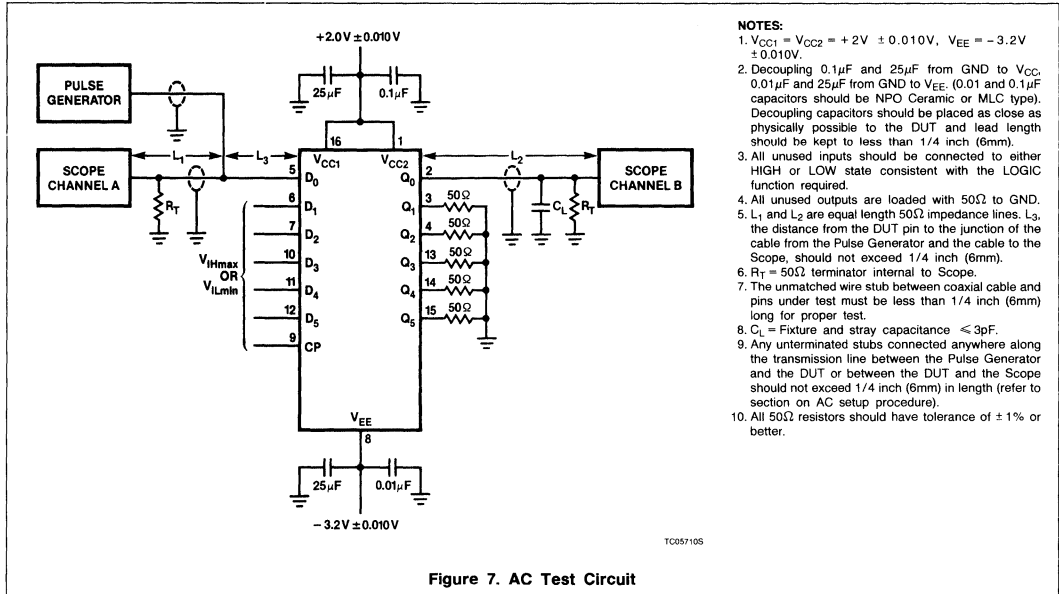 +2.0V ± 0.010V
25μF
0.1μF
PULSE
GENERATOR
SCOPE
CHANNEL A
L1
L3
RT
16
1
VCC1
VCC2
5
D0
6
D1
7
D2
10
D3
11
D4
12
D5
9
CP
VIHmax
OR
VILmin
Q0
2
Q1
3
50Ω
Q2
4
50Ω
Q3
13
50Ω
Q4
14
50Ω
Q5
15
50Ω
L2
CL
RT
SCOPE
CHANNEL B
VEE
8
25μF
0.01μF
− 3.2V ± 0.010V
TC05710S
NOTES:
1. VCC1 = VCC2 = + 2V ± 0.010V, VEE = − 3.2V
± 0.010V.
2. Decoupling 0.1μF and 25μF from GND to VCC,
0.01μF and 25μF from GND to VEE. (0.01 and 0.1μF
capacitors should be NPO Ceramic or MLC type).
Decoupling capacitors should be placed as close as
physically possible to the DUT and lead length
should be kept to less than 1/4 inch (6mm).
3. All unused inputs should be connected to either
HIGH or LOW state consistent with the LOGIC
function required.
4. All unused outputs are loaded with 50Ω to GND.
5. L1 and L2 are equal length 50Ω impedance lines. L3,
the distance from the DUT pin to the junction of the
cable from the Pulse Generator and the cable to the
Scope, should not exceed 1/4 inch (6mm).
6. RT = 50Ω terminator internal to Scope.
7. The unmatched wire stub between coaxial cable and
pins under test must be less than 1/4 inch (6mm)
long for proper test.
8. CL = Fixture and stray capacitance ≤ 3pF.
9. Any unterminated stubs connected anywhere along
the transmission line between the Pulse Generator
and the DUT or between the DUT and the Scope
should not exceed 1/4 inch (6mm) in length (refer to
section on AC setup procedure).
10. All 50Ω resistors should have tolerance of ± 1% or
better.
Figure 7. AC Test Circuit